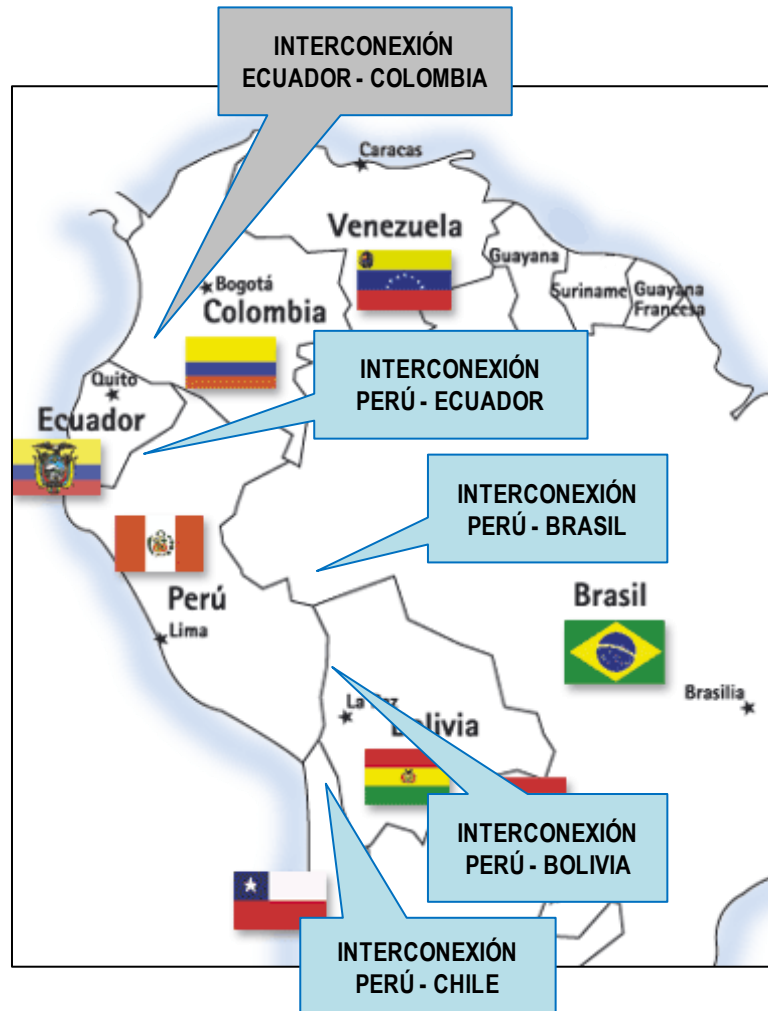 INTERCONEXIÓN
ECUADOR - COLOMBIA
Caracas
Venezuela
Guayana
Suriname
Guayana
Francesa
Bogotá
Colombia
INTERCONEXIÓN
PERÚ - ECUADOR
Quito
Ecuador
INTERCONEXIÓN
PERÚ - BRASIL
Perú
Lima
Brasil
Brasilia
INTERCONEXIÓN
PERÚ - BOLIVIA
INTERCONEXIÓN
PERÚ - CHILE